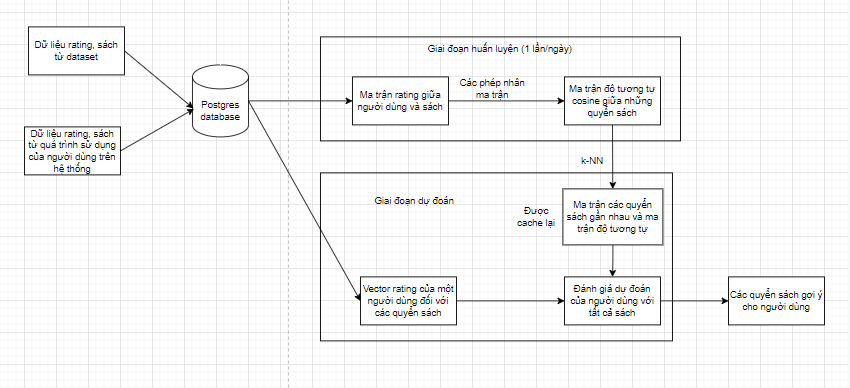 Dữ liệu rating, sách
từ dataset
Dữ liệu rating, sách
từ quá trình sử dụng
của người dùng trên
hệ thống
Postgres
database
Giai đoạn huấn luyện (1 lần/ngày)
Ma trận rating giữa
người dùng và sách
Các phép nhân
ma trận
Ma trận độ tương tự
cosine giữa những
quyển sách
k-NN
Giai đoạn dự đoán
Được
cache lại
Ma trận các quyển
sách gần nhau và ma
trận độ tương tự
Vector rating của một
người dùng đối với
các quyển sách
Đánh giá dự đoán
của người dùng với
tất cả sách
Các quyển sách gợi ý
cho người dùng